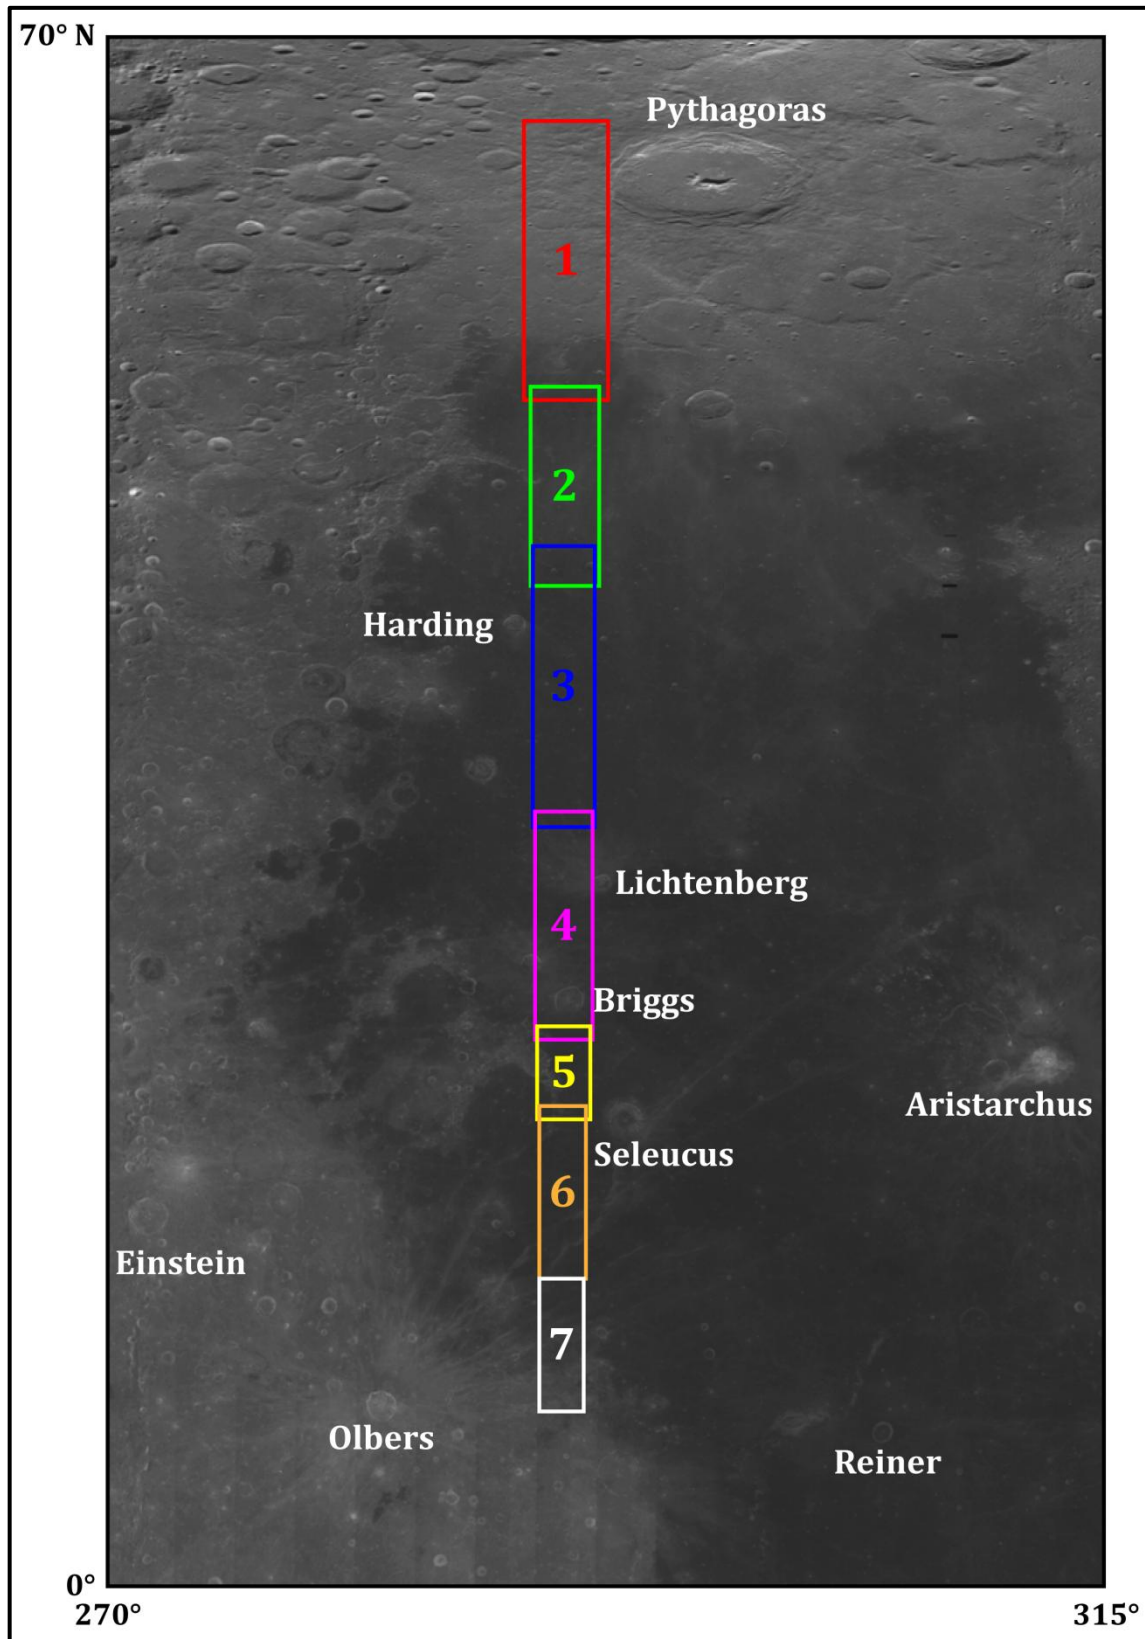 70° N
Pythagoras
1
2
Harding
3
Lichtenberg
4
Briggs
5
Aristarchus
Seleucus
6
Einstein
7
Olbers
Reiner
0°
270°
315°